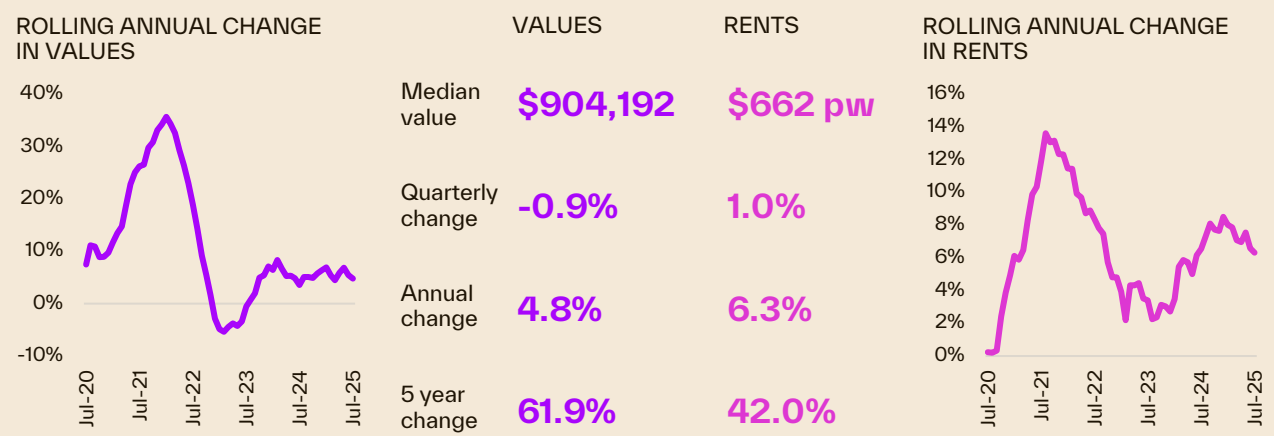 ROLLING ANNUAL CHANGE
IN VALUES
40%
30%
20%
10%
0%
-10%
Jul-20
Jul-21
Jul-22
Jul-23
Jul-24
Jul-25
VALUES
RENTS
Median
value
$904,192
$662 pw
Quarterly
change
-0.9%
1.0%
Annual
change
4.8%
6.3%
5 year
change
61.9%
42.0%
ROLLING ANNUAL CHANGE
IN RENTS
16%
14%
12%
10%
8%
6%
4%
2%
0%
Jul-20
Jul-21
Jul-22
Jul-23
Jul-24
Jul-25